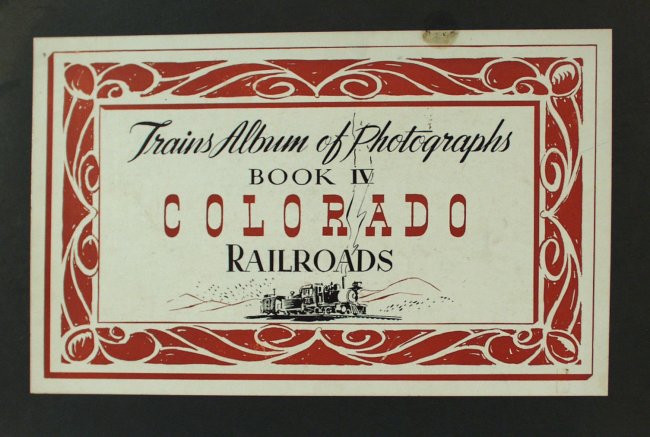 Trains Album of Photographs
BOOK IV
COLORADO
RAILROADS